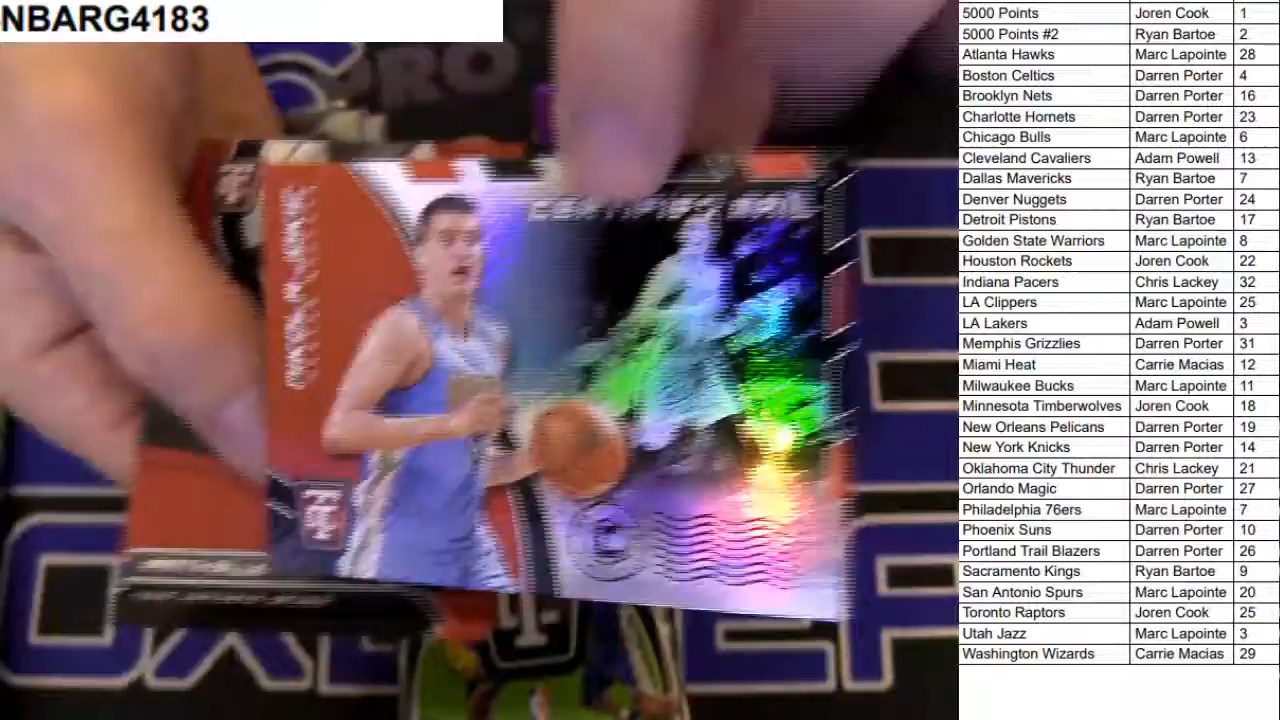 NBARG4183
5000 Points Joren Cook 1
5000 Points #2 Ryan Bartoe 2
Atlanta Hawks Marc Lapointe 28
Boston Celtics Darren Porter 4
Brooklyn Nets Darren Porter 16
Charlotte Hornets Darren Porter 23
Chicago Bulls Marc Lapointe 6
Cleveland Cavaliers Adam Powell 13
Dallas Mavericks Ryan Bartoe 7
Denver Nuggets Darren Porter 24
Detroit Pistons Ryan Bartoe 17
Golden State Warriors Marc Lapointe 8
Houston Rockets Joren Cook 22
Indiana Pacers Chris Lackey 32
LA Clippers Marc Lapointe 25
LA Lakers Adam Powell 3
Memphis Grizzlies Darren Porter 31
Miami Heat Carrie Macias 12
Milwaukee Bucks Marc Lapointe 11
Minnesota Timberwolves Joren Cook 18
New Orleans Pelicans Darren Porter 19
New York Knicks Darren Porter 14
Oklahoma City Thunder Chris Lackey 21
Orlando Magic Darren Porter 27
Philadelphia 76ers Marc Lapointe 7
Phoenix Suns Darren Porter 10
Portland Trail Blazers Darren Porter 26
Sacramento Kings Ryan Bartoe 9
San Antonio Spurs Marc Lapointe 20
Toronto Raptors Joren Cook 25
Utah Jazz Marc Lapointe 3
Washington Wizards Carrie Macias 29